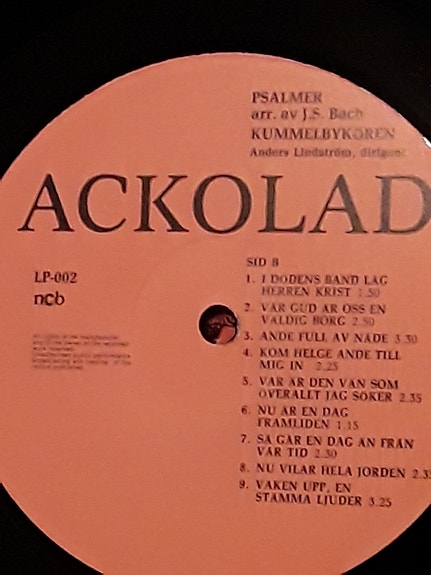 PSALMER
arr. av J.S. Bach
KUMMELBYKÖREN
Anders Lindström, dirigent
ACKOLAD
LP-002
ncb
SID B
1. I DÖDENS BAND LÅG
HERREN KRIST 1.50
2. VÅR GUD ÄR OSS EN
VÄLDIG BORG 2.50
3. ANDE FULL AV NÅDE 3.30
4. KOM HELGE ANDE TILL
MIG IN 2.25
5. VAR ÄR DEN VÄN SOM
ÖVERALLT JAG SÖKER 2.35
6. NU ÄR EN DAG
FRAMLIDEN 1.15
7. SÅ GÅR EN DAG ÄN FRÅN
VÅR TID 2.30
8. NU VILAR HELA JORDEN
9. VAKEN UPP, EN
STÄMMA LJUDER 3.25